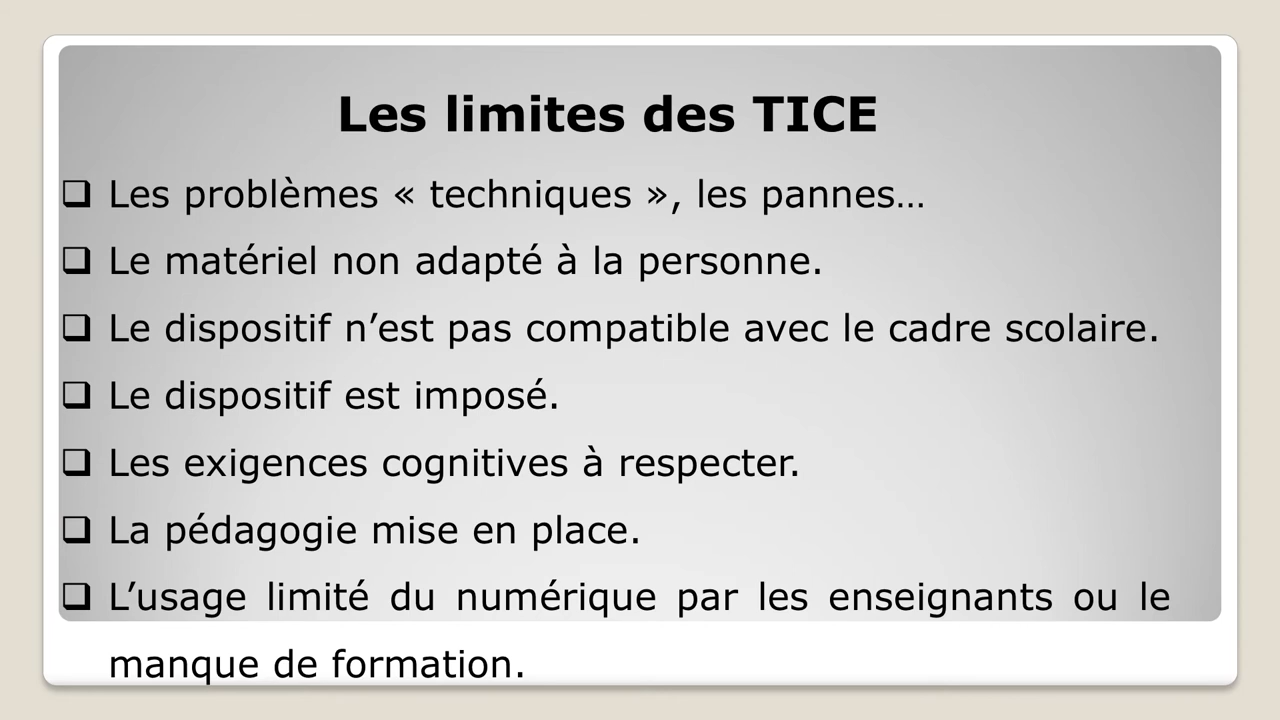 Les limites des TICE
❑ Les problèmes « techniques », les pannes…
❑ Le matériel non adapté à la personne.
❑ Le dispositif n’est pas compatible avec le cadre scolaire.
❑ Le dispositif est imposé.
❑ Les exigences cognitives à respecter.
❑ La pédagogie mise en place.
❑ L’usage limité du numérique par les enseignants ou le
manque de formation.